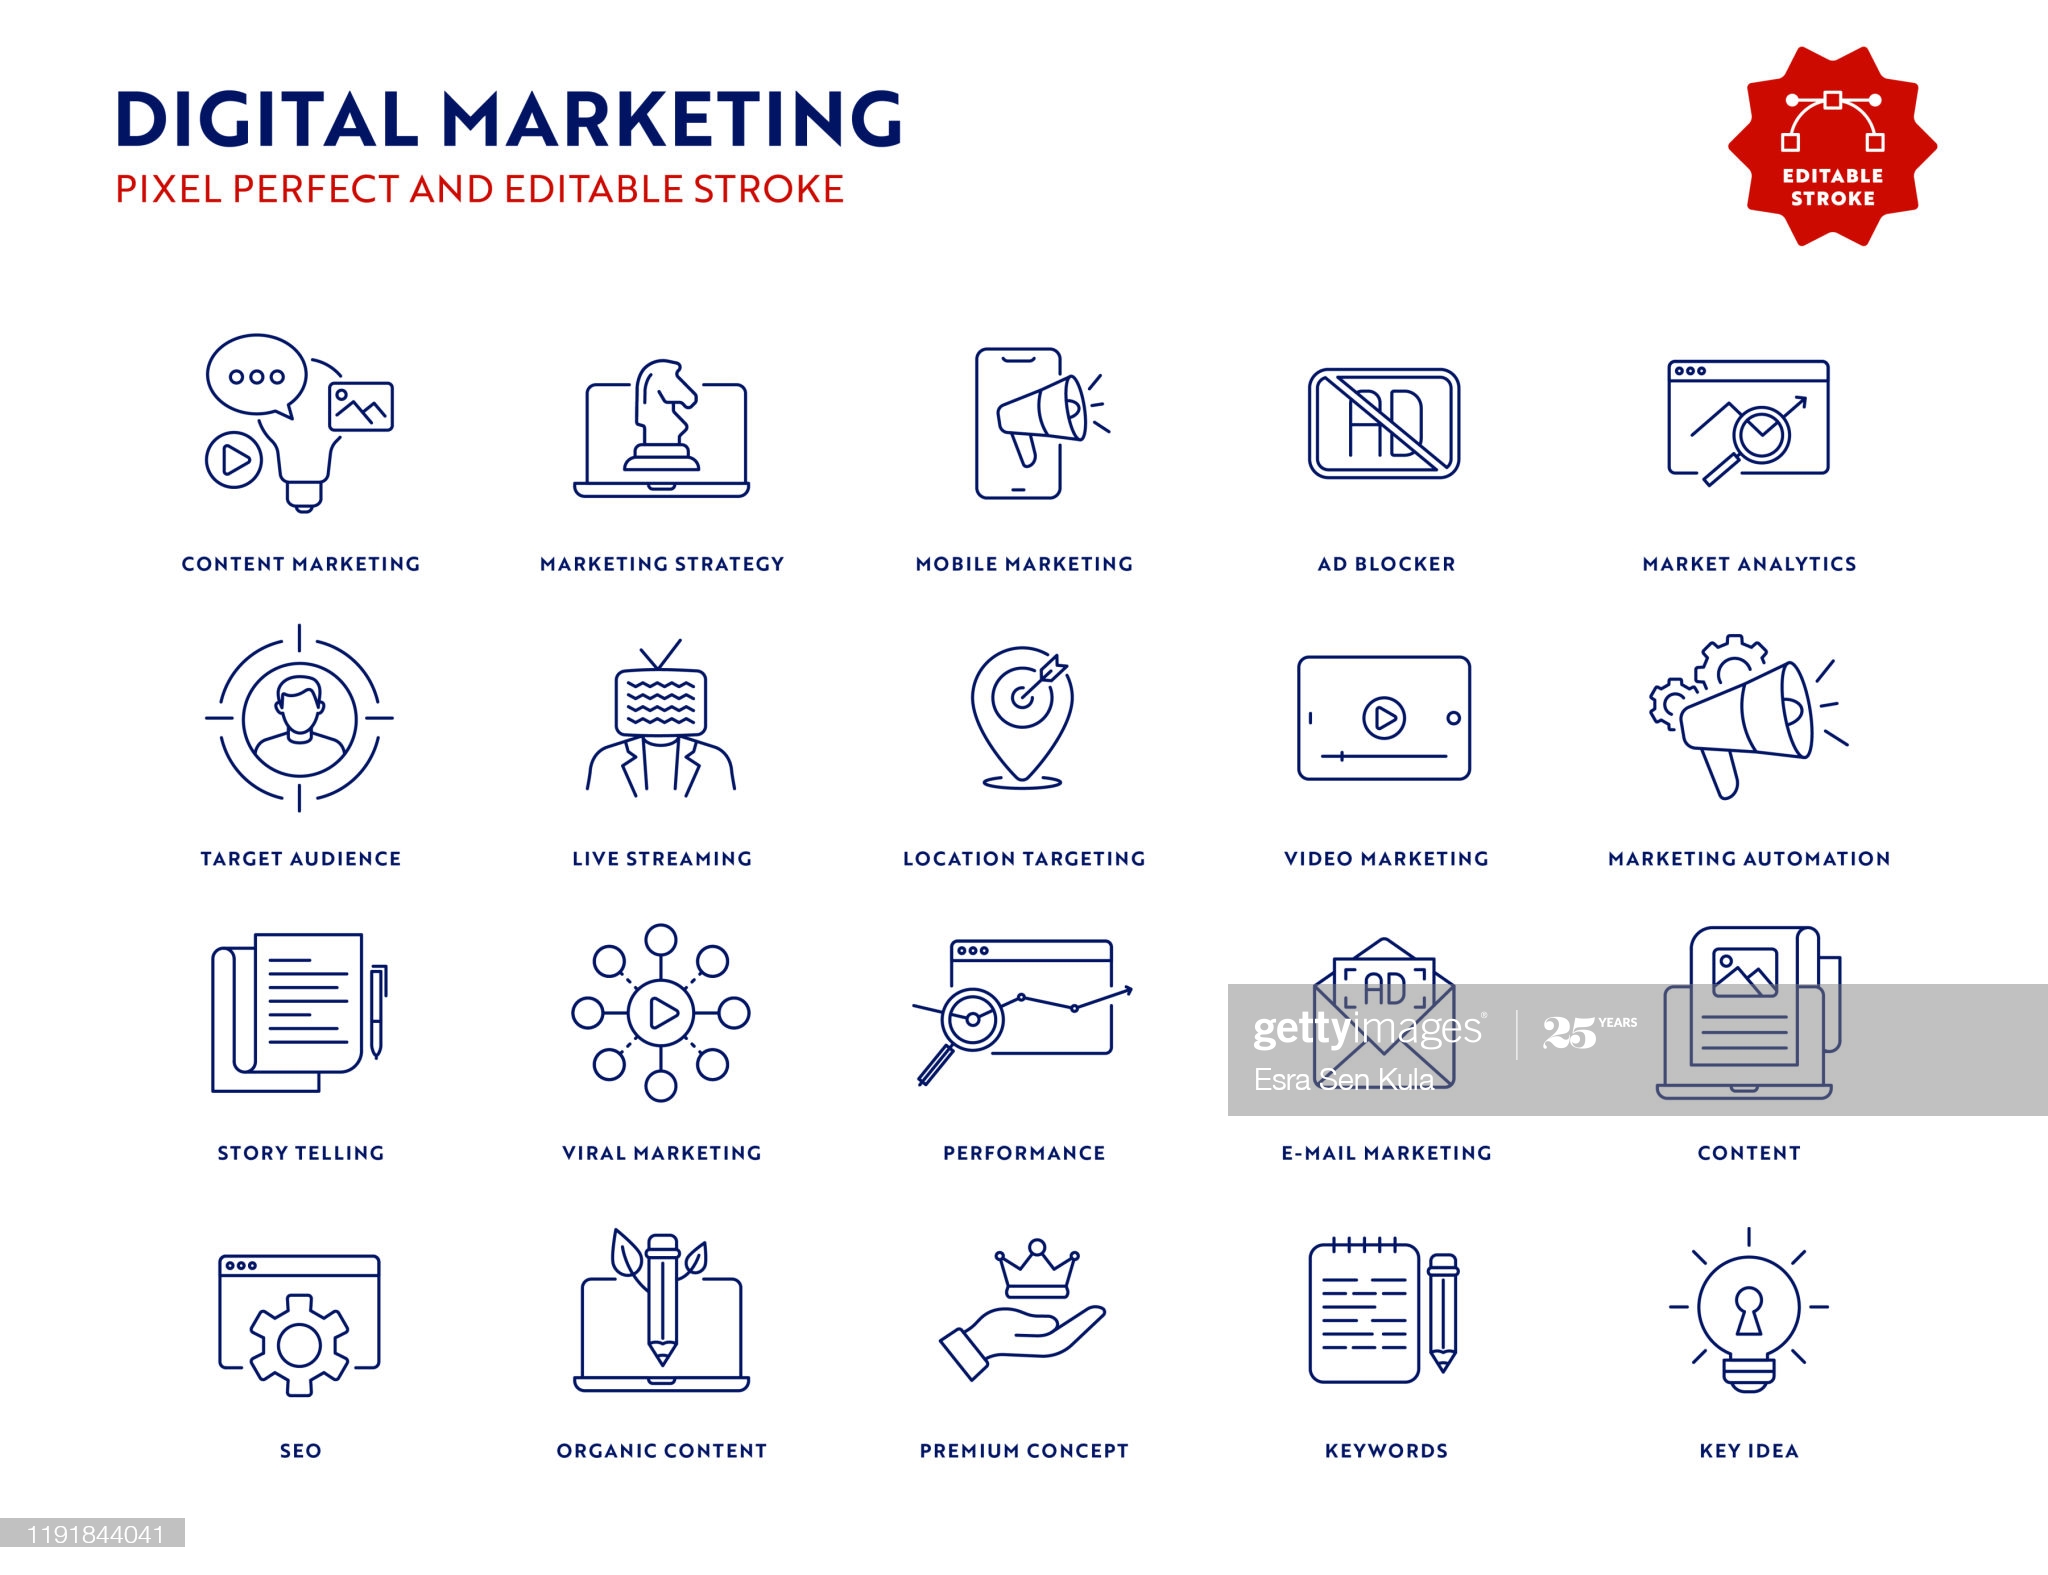 DIGITAL MARKETING
PIXEL PERFECT AND EDITABLE STROKE
EDITABLE
STROKE
AD
CONTENT MARKETING
MARKETING STRATEGY
MOBILE MARKETING
AD BLOCKER
MARKET ANALYTICS
TARGET AUDIENCE
LIVE STREAMING
LOCATION TARGETING
VIDEO MARKETING
MARKETING AUTOMATION
AD
gettyimages® 25 YEARS
Esra Sen Kula
STORY TELLING
VIRAL MARKETING
PERFORMANCE
E-MAIL MARKETING
CONTENT
SEO
ORGANIC CONTENT
PREMIUM CONCEPT
KEYWORDS
KEY IDEA
1191844041